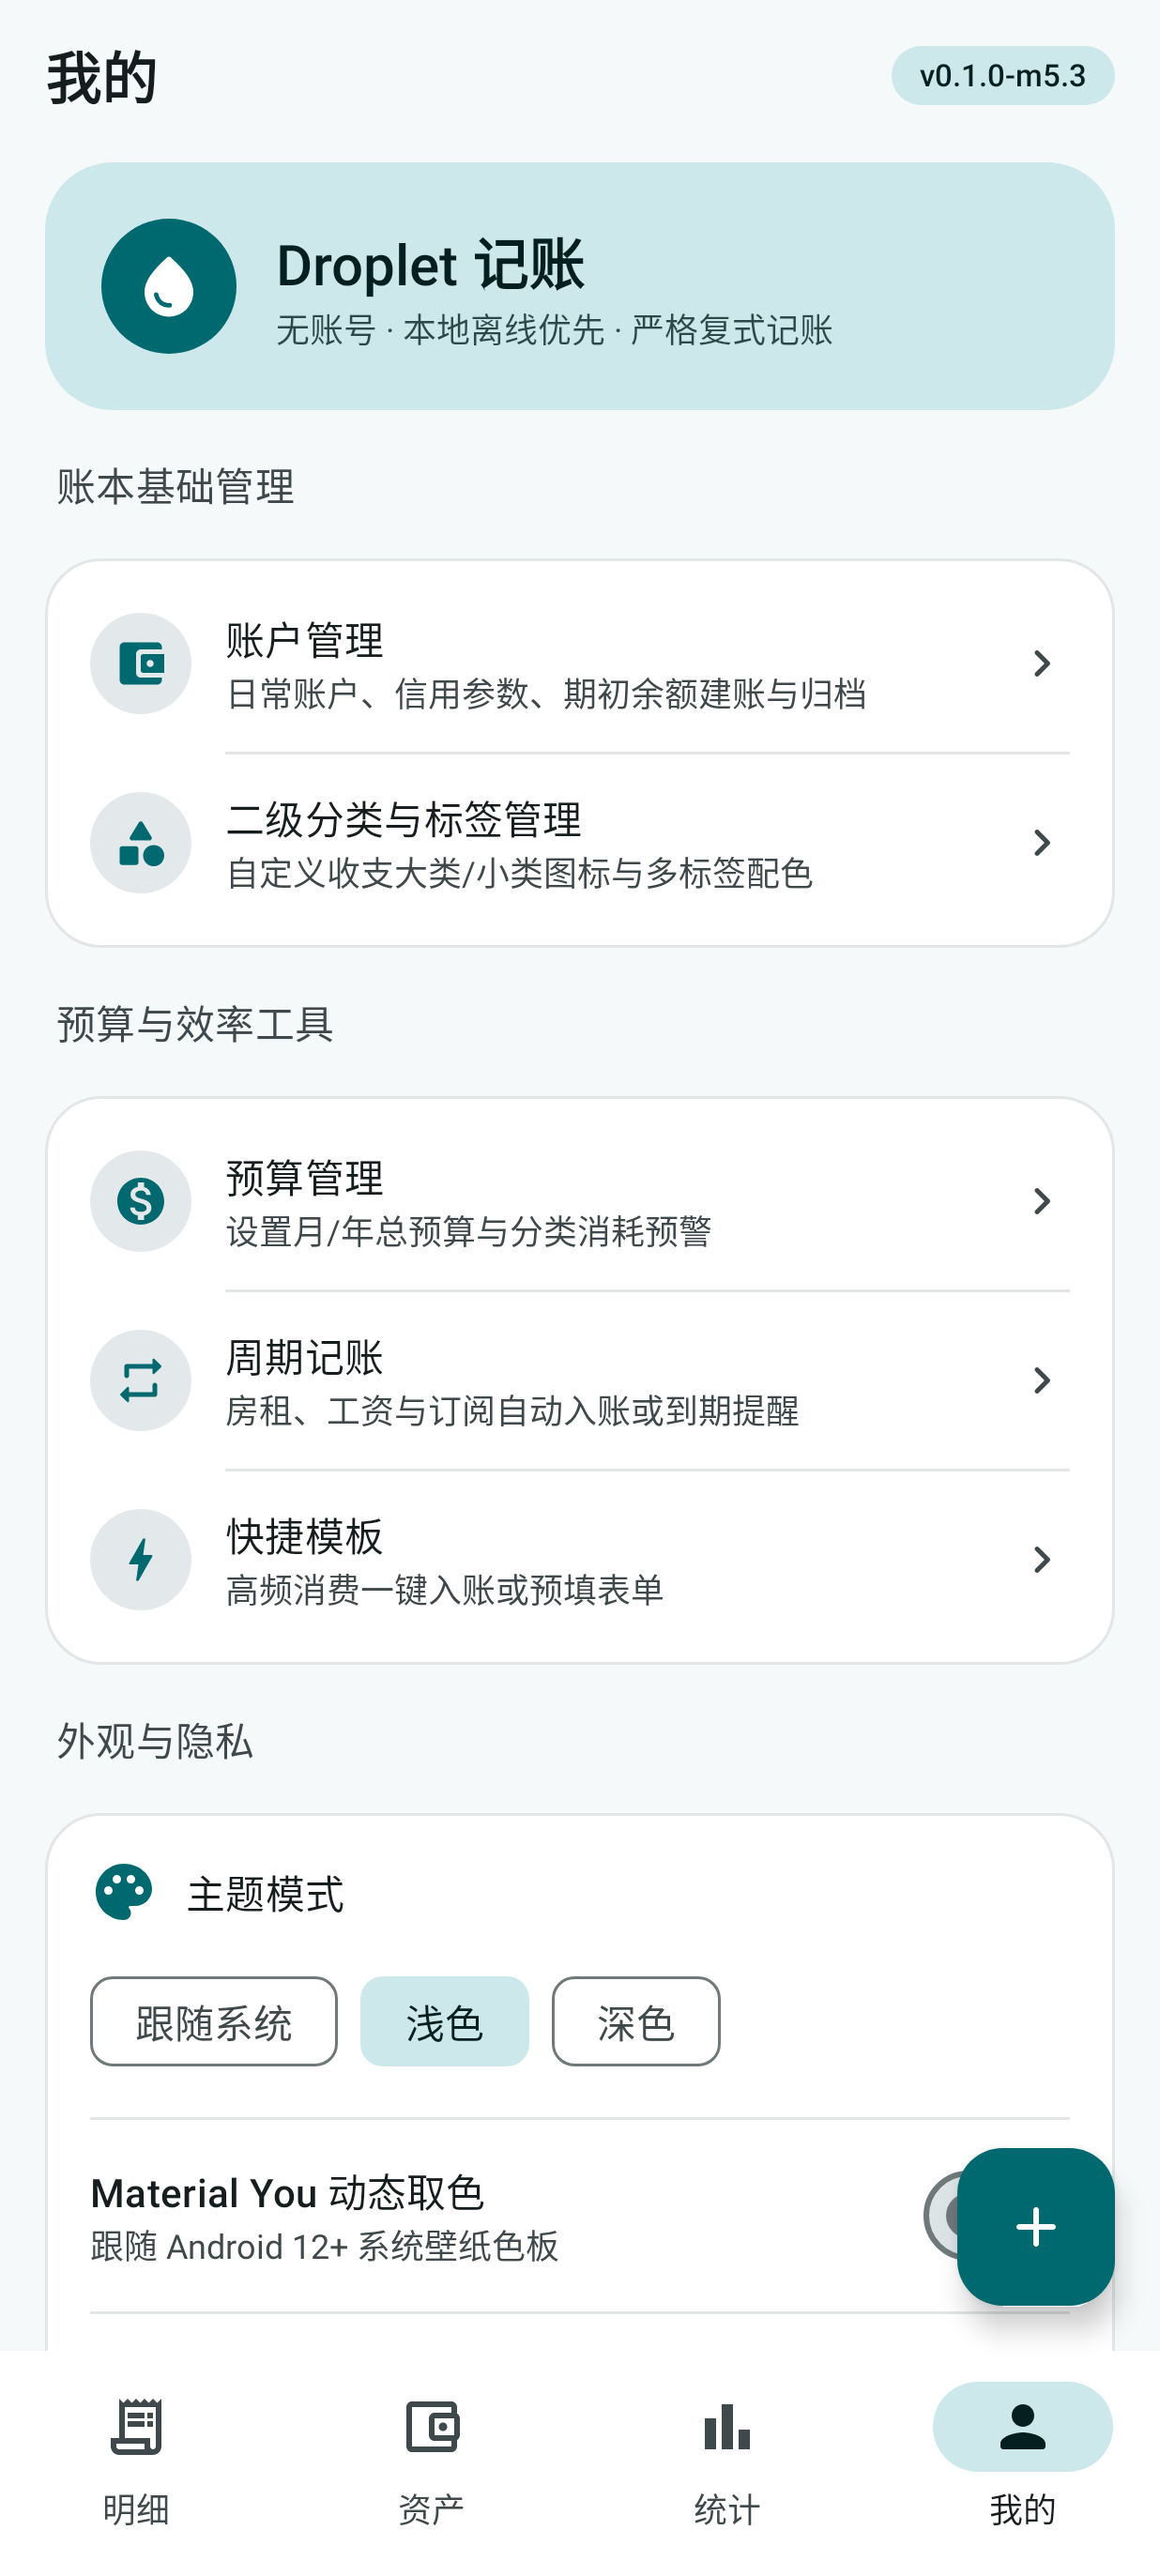 我的
v0.1.0-m5.3
Droplet 记账
无账号 · 本地离线优先 · 严格复式记账
账本基础管理
账户管理
日常账户、信用参数、期初余额建账与归档
二级分类与标签管理
自定义收支大类/小类图标与多标签配色
预算与效率工具
预算管理
设置月/年总预算与分类消耗预警
周期记账
房租、工资与订阅自动入账或到期提醒
快捷模板
高频消费一键入账或预填表单
外观与隐私
主题模式
跟随系统
浅色
深色
Material You 动态取色
跟随 Android 12+ 系统壁纸色板
明细
资产
统计
我的